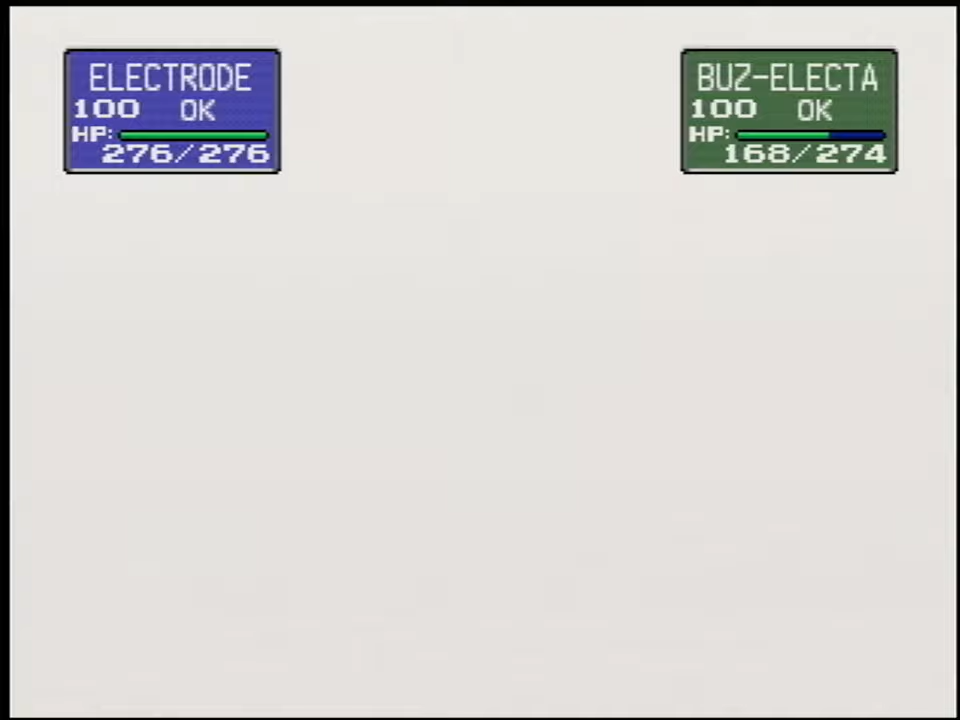 ELECTRODE
100 OK
HP:
276/276
BUZ-ELECTA
100 OK
HP:
168/274